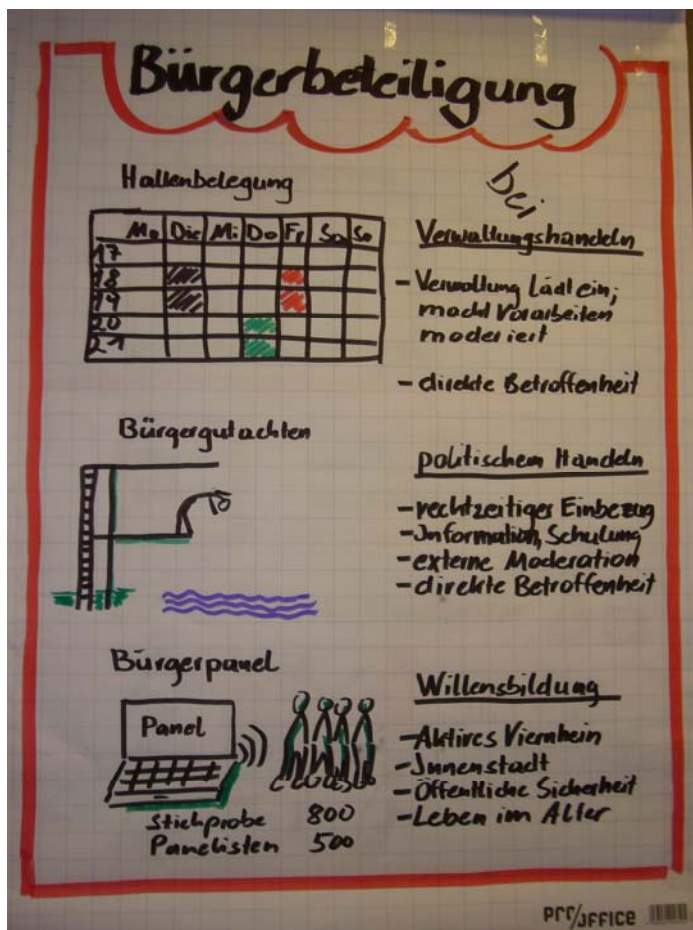 Bürgerbeteiligung
bei
Hallenbelegung
Mo Die Mi Do Fr Sa So
17
18
19
20
21
Verwaltungshandeln
- Verwaltung Lädt ein;
macht Vorarbeiten
moderiert
- direkte Betroffenheit
Bürgergutachten
politischem Handeln
- rechtzeitiger Einbezug
- Information, Schulung
- externe Moderation
- direkte Betroffenheit
Bürgerpanel
Panel
Stichprobe 800
Panelisten 500
Willensbildung
- Aktives Viernheim
- Innenstadt
- Öffentliche Sicherheit
- Leben im Alter
pro/office